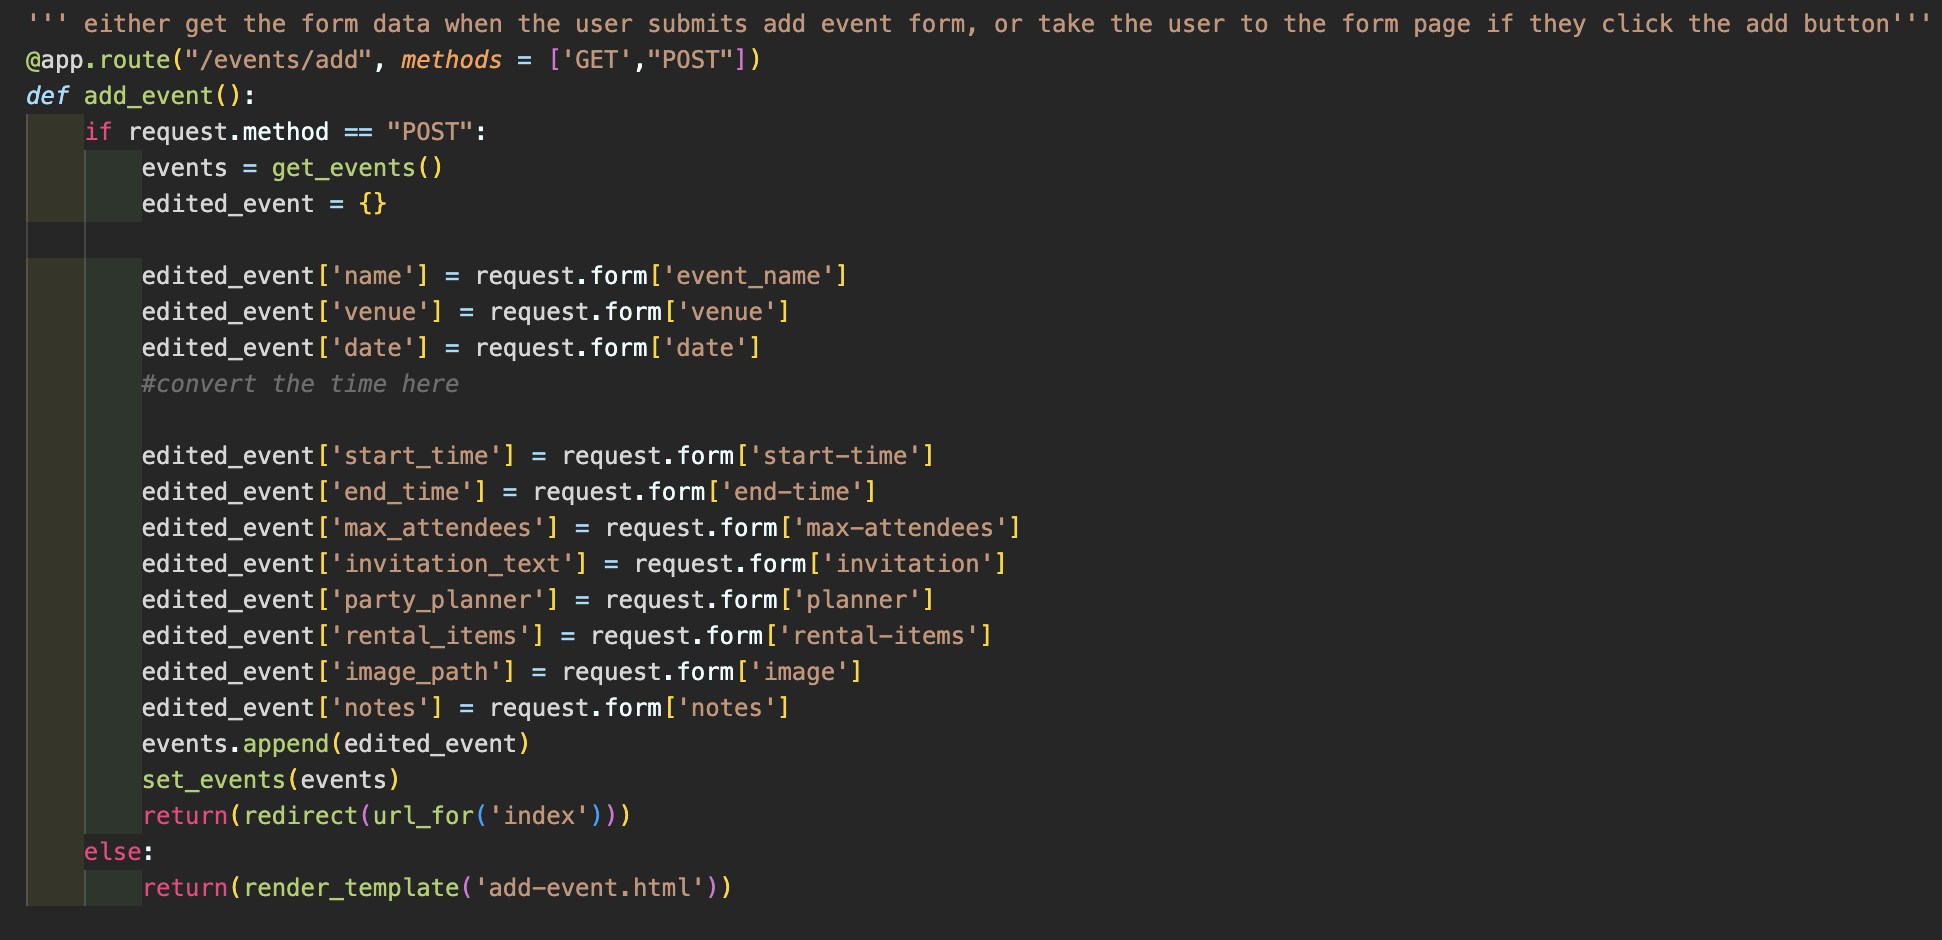 ''' either get the form data when the user submits add event form, or take the user to the form page if they click the add button'''
@app.route("/events/add", methods = ['GET',"POST"])
def add_event():
    if request.method == "POST":
        events = get_events()
        edited_event = {}

        edited_event['name'] = request.form['event_name']
        edited_event['venue'] = request.form['venue']
        edited_event['date'] = request.form['date']
        #convert the time here

        edited_event['start_time'] = request.form['start-time']
        edited_event['end_time'] = request.form['end-time']
        edited_event['max_attendees'] = request.form['max-attendees']
        edited_event['invitation_text'] = request.form['invitation']
        edited_event['party_planner'] = request.form['planner']
        edited_event['rental_items'] = request.form['rental-items']
        edited_event['image_path'] = request.form['image']
        edited_event['notes'] = request.form['notes']
        events.append(edited_event)
        set_events(events)
        return(redirect(url_for('index')))
    else:
        return(render_template('add-event.html'))